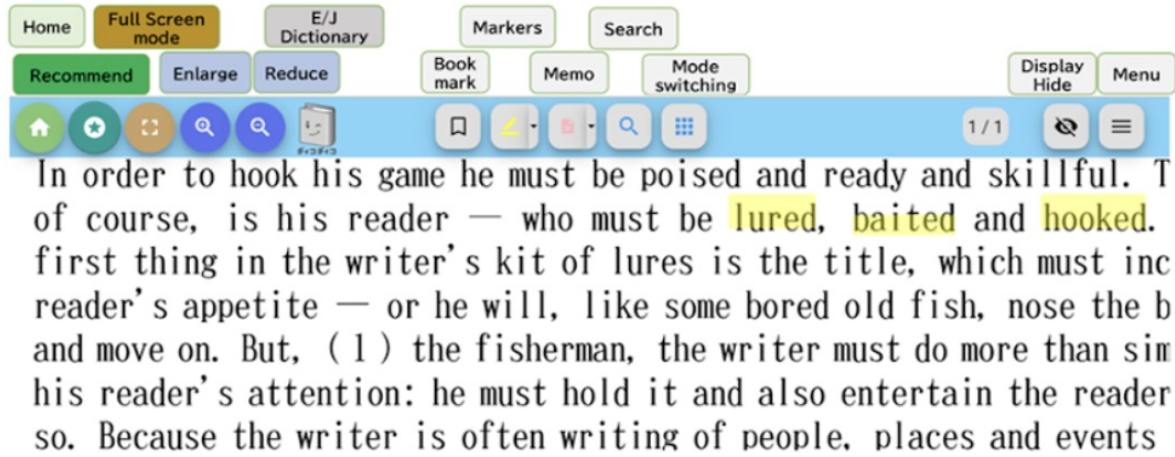 Home
Full Screen
mode
E/J
Dictionary
Markers
Search
Recommend
Enlarge
Reduce
Book
mark
Memo
Mode
switching
Display
Hide
Menu
1/1
In order to hook his game he must be poised and ready and skillful. T
of course, is his reader — who must be lured, baited and hooked.
first thing in the writer's kit of lures is the title, which must inc
reader's appetite — or he will, like some bored old fish, nose the b
and move on. But, (1) the fisherman, the writer must do more than sim
his reader's attention: he must hold it and also entertain the reader
so. Because the writer is often writing of people, places and events